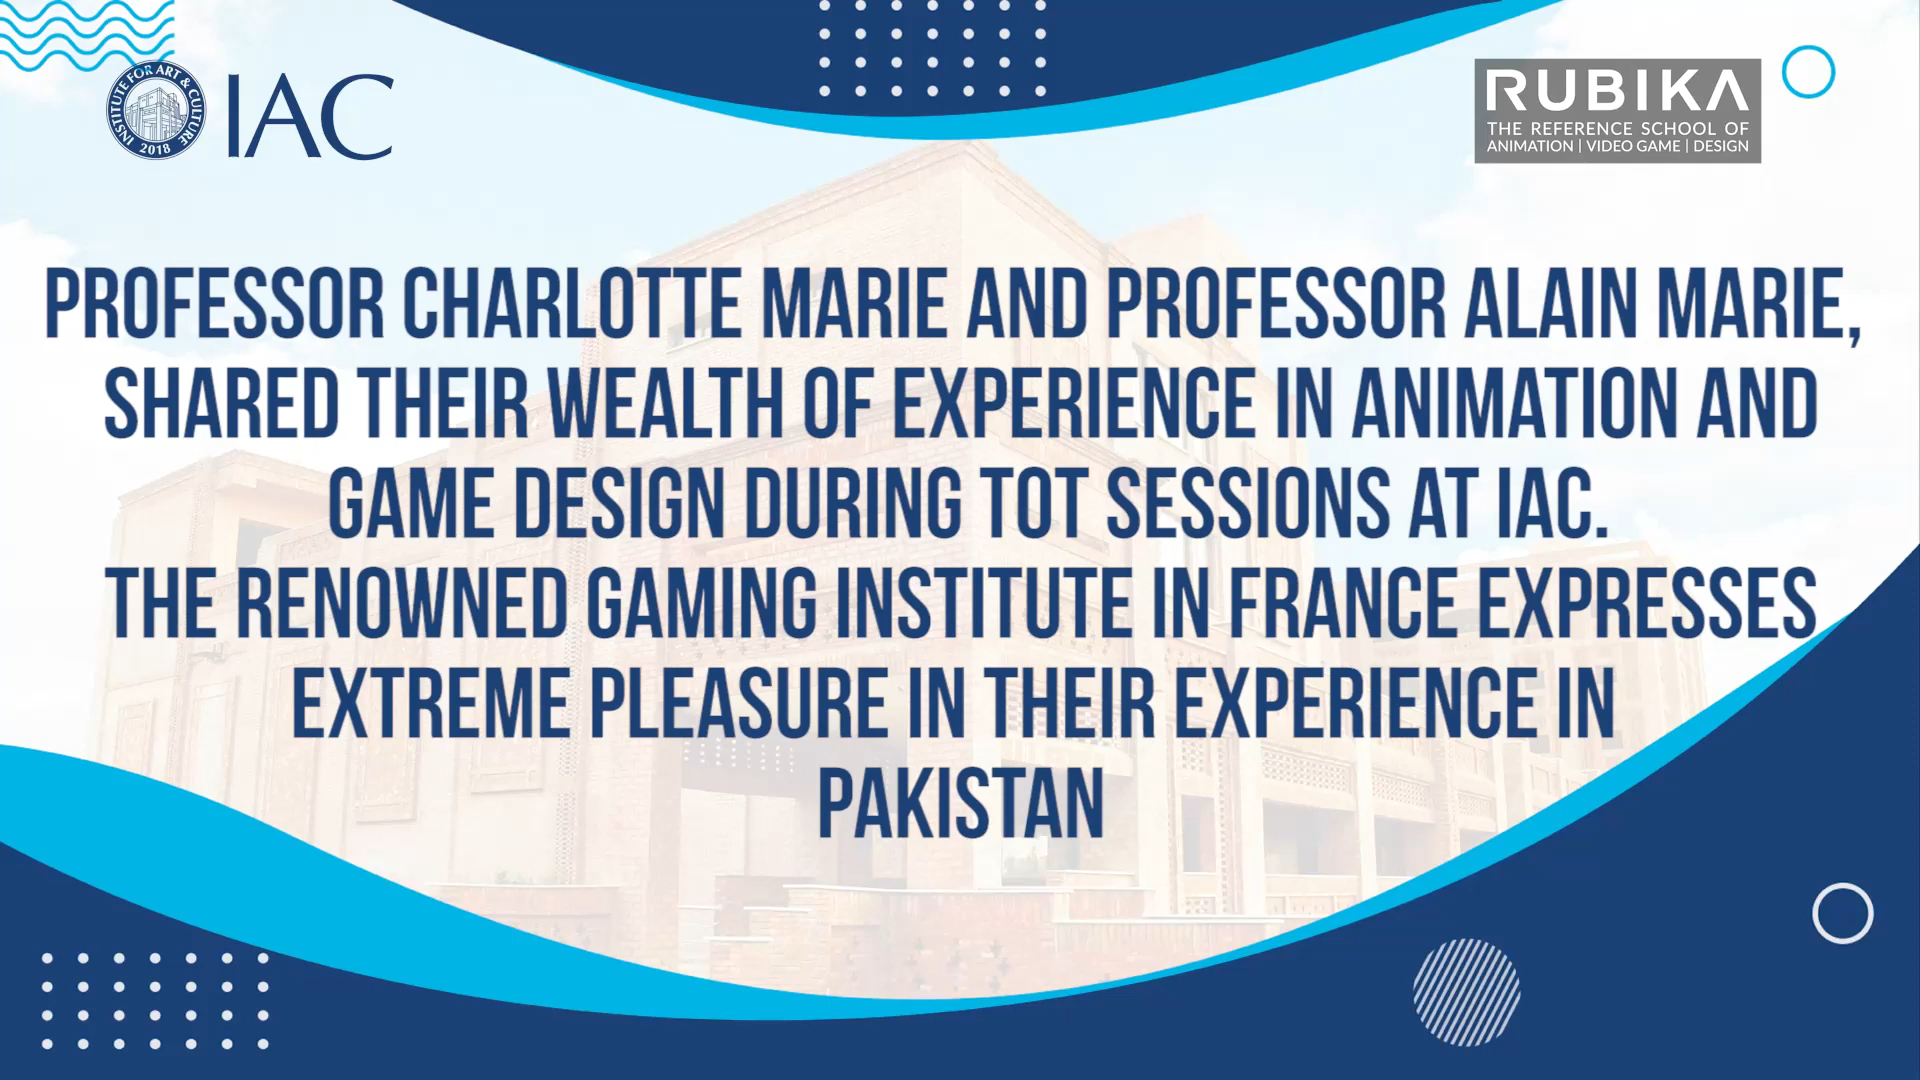 INSTITUTE FOR ART & CULTURE
2018
IAC
RUBIKA
THE REFERENCE SCHOOL OF
ANIMATION | VIDEO GAME | DESIGN
PROFESSOR CHARLOTTE MARIE AND PROFESSOR ALAIN MARIE,
SHARED THEIR WEALTH OF EXPERIENCE IN ANIMATION AND
GAME DESIGN DURING TOT SESSIONS AT IAC.
THE RENOWNED GAMING INSTITUTE IN FRANCE EXPRESSES
EXTREME PLEASURE IN THEIR EXPERIENCE IN
PAKISTAN